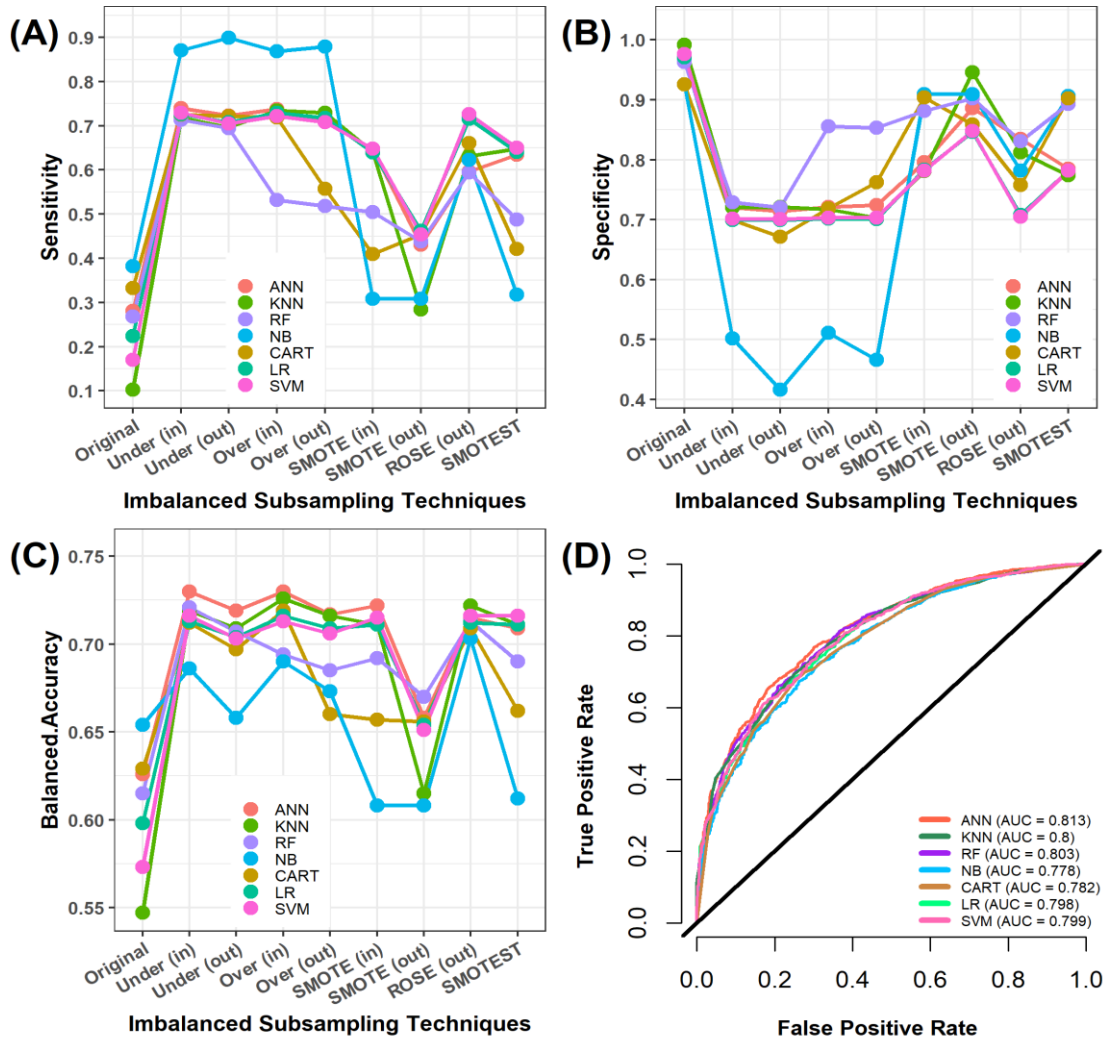 (A)
Sensitivity
0.9
0.8
0.7
0.6
0.5
0.4
0.3
0.2
0.1
ANN
KNN
RF
NB
CART
LR
SVM
Original
Under (in)
Under (out)
Over (in)
Over (out)
SMOTE (in)
SMOTE (out)
ROSE (out)
SMOTEST
Imbalanced Subsampling Techniques
(B)
Specificity
1.0
0.9
0.8
0.7
0.6
0.5
0.4
ANN
KNN
RF
NB
CART
LR
SVM
Original
Under (in)
Under (out)
Over (in)
Over (out)
SMOTE (in)
SMOTE (out)
ROSE (out)
SMOTEST
Imbalanced Subsampling Techniques
(C)
Balanced.Accuracy
0.75
0.70
0.65
0.60
0.55
ANN
KNN
RF
NB
CART
LR
SVM
Original
Under (in)
Under (out)
Over (in)
Over (out)
SMOTE (in)
SMOTE (out)
ROSE (out)
SMOTEST
Imbalanced Subsampling Techniques
(D)
True Positive Rate
1.0
0.8
0.6
0.4
0.2
0.0
ANN (AUC = 0.813)
KNN (AUC = 0.8)
RF (AUC = 0.803)
NB (AUC = 0.778)
CART (AUC = 0.782)
LR (AUC = 0.798)
SVM (AUC = 0.799)
0.0 0.2 0.4 0.6 0.8 1.0
False Positive Rate